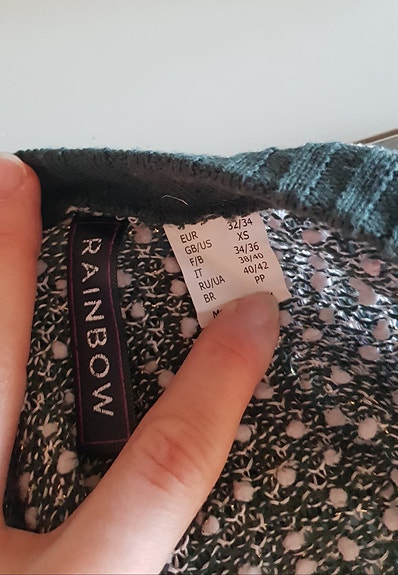 RAINBOW
EUR 32/34
GB/US XS
F/B 34/36
IT 38/40
RU/UA 40/42
BR PP